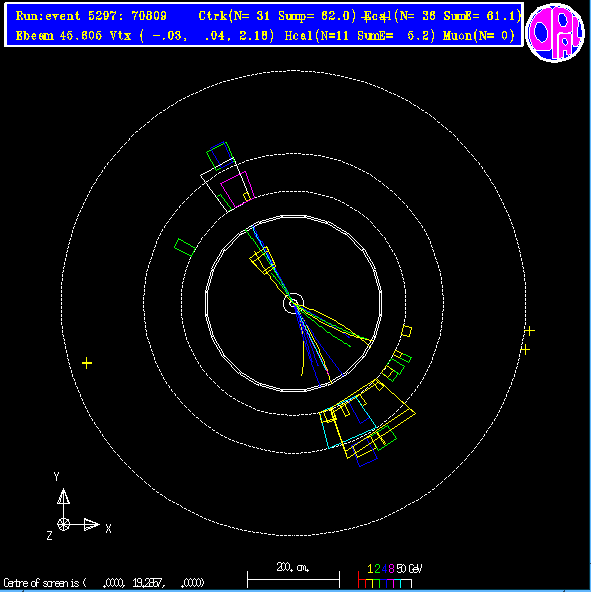 Run:event 5297: 70809 Ctrk(N= 31 Sump= 62.0) Ecal(N= 36 SumE= 61.1)
Ebeam 45.605 Vtx ( -.03, .04, 2.18) Hcal(N=11 SumE= 5.2) Muon(N= 0)
OPAL
Y
X
Z
200. cm.
1 2 4 8 50 GeV
Centre of screen is ( .0000, 19.2857, .0000)